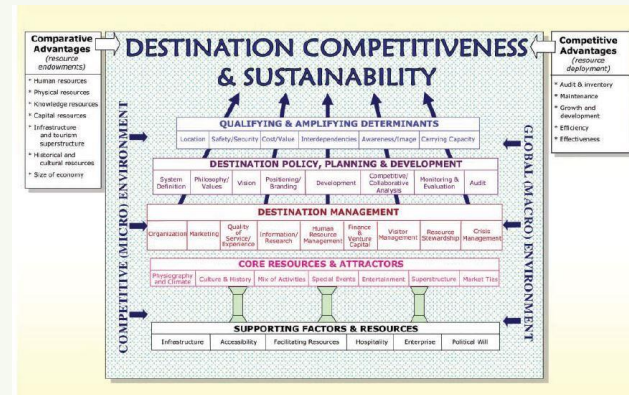 Comparative
Advantages
(resource
endowments)
* Human resources
* Physical resources
* Knowledge resources
* Capital resources
* Infrastructure
and tourism
superstructure
* Historical and
cultural resources
* Size of economy
DESTINATION COMPETITIVENESS
& SUSTAINABILITY
Competitive
Advantages
(resource
deployment)
* Audit & inventory
* Maintenance
* Growth and
development
* Efficiency
* Effectiveness
COMPETITIVE (MICRO) ENVIRONMENT
GLOBAL (MACRO) ENVIRONMENT
QUALIFYING & AMPLIFYING DETERMINANTS
Location Safety/Security Cost/Value Interdependencies Awareness/Image Carrying Capacity
DESTINATION POLICY, PLANNING & DEVELOPMENT
System Definition Philosophy/Values Vision Positioning/Branding Development Competitive/Collaborative Analysis Monitoring & Evaluation Audit
DESTINATION MANAGEMENT
Organization Marketing Quality of Service/Experience Information/Research Human Resource Management Finance & Venture Capital Visitor Management Resource Stewardship Crisis Management
CORE RESOURCES & ATTRACTORS
Physiography and Climate Culture & History Mix of Activities Special Events Entertainment Superstructure Market Ties
SUPPORTING FACTORS & RESOURCES
Infrastructure Accessibility Facilitating Resources Hospitality Enterprise Political Will